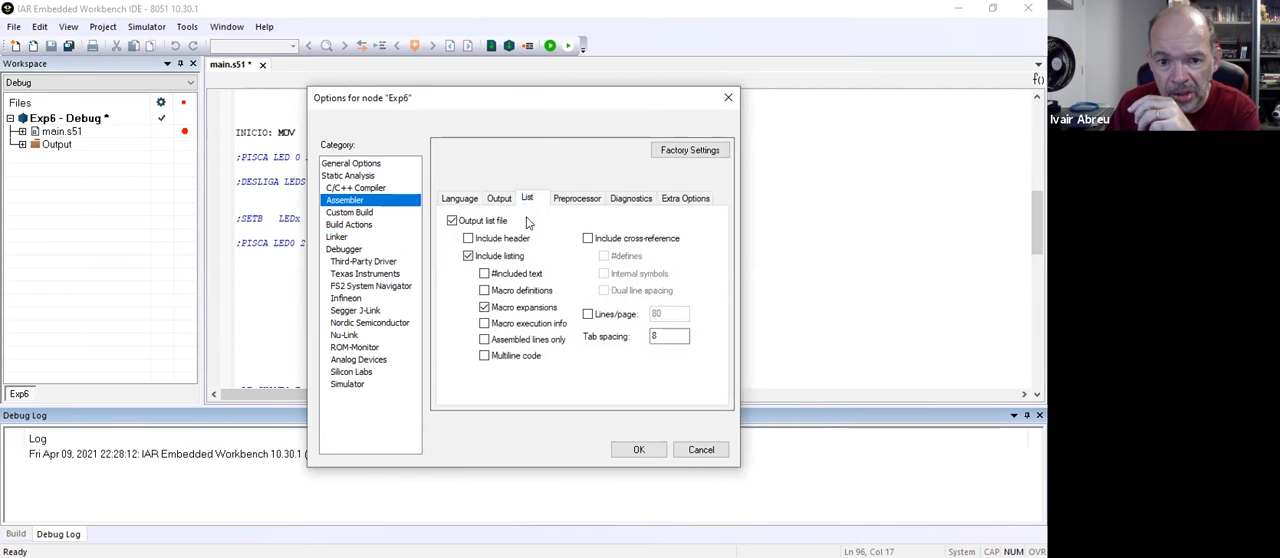 IAR Embedded Workbench IDE - 8051 10.30.1
File Edit View Project Simulator Tools Window Help
Workspace
Debug
Files
Exp6 - Debug *
main.s51
Output
Exp6
main.s51 *
f()
INICIO: MOV
;PISCA LED 0
;DESLIGA LEDS
;SETB LEDx
;PISCA LED0 2
Options for node "Exp6"
Category:
General Options
Static Analysis
C/C++ Compiler
Assembler
Custom Build
Build Actions
Linker
Debugger
Third-Party Driver
Texas Instruments
FS2 System Navigator
Infineon
Segger J-Link
Nordic Semiconductor
Nu-Link
ROM-Monitor
Analog Devices
Silicon Labs
Simulator
Factory Settings
Language Output List Preprocessor Diagnostics Extra Options
Output list file
Include header
Include listing
#Included text
Macro definitions
Macro expansions
Macro execution info
Assembled lines only
Multiline code
Include cross-reference
#defines
Internal symbols
Dual line spacing
Lines/page: 80
Tab spacing: 8
OK Cancel
Debug Log
Log
Fri Apr 09, 2021 22:28:12: IAR Embedded Workbench 10.30.1 (
Build Debug Log
Ready
Ln 96, Col 17 System CAP NUM OVR
Ivair Abreu